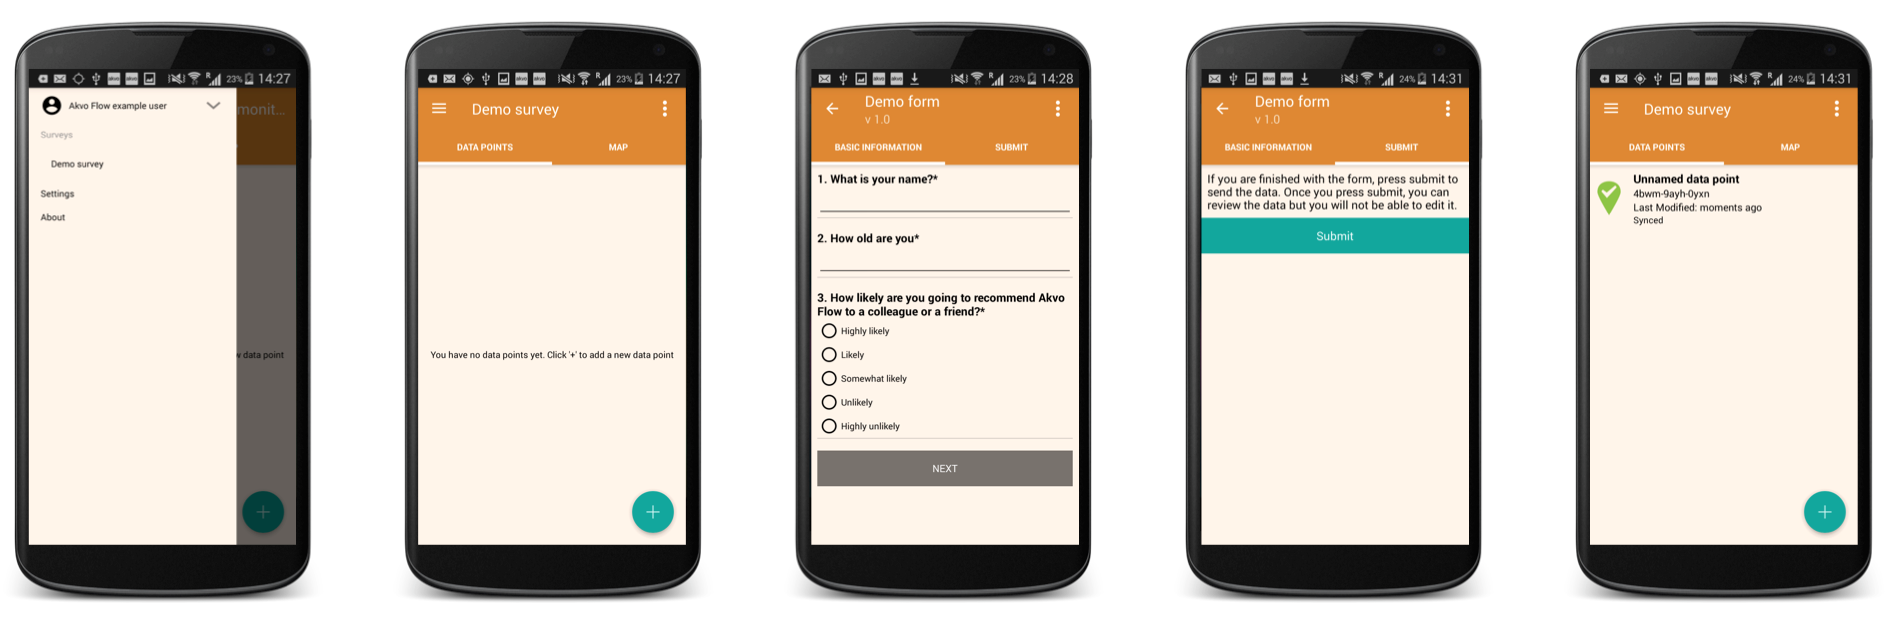 23% 14:27
Akvo Flow example user
monit...
Surveys
Demo survey
Settings
About
w data point
+
23% 14:27
Demo survey
DATA POINTS MAP
You have no data points yet. Click '+' to add a new data point
+
R 23% 14:28
Demo form
v 1.0
BASIC INFORMATION SUBMIT
1. What is your name?*
2. How old are you*
3. How likely are you going to recommend Akvo
Flow to a colleague or a friend?*
Highly likely
Likely
Somewhat likely
Unlikely
Highly unlikely
NEXT
R 24% 14:31
Demo form
v 1.0
BASIC INFORMATION SUBMIT
If you are finished with the form, press submit to
send the data. Once you press submit, you can
review the data but you will not be able to edit it.
Submit
R 24% 14:31
Demo survey
DATA POINTS MAP
Unnamed data point
4bwm-9ayh-0yxn
Last Modified: moments ago
Synced
+